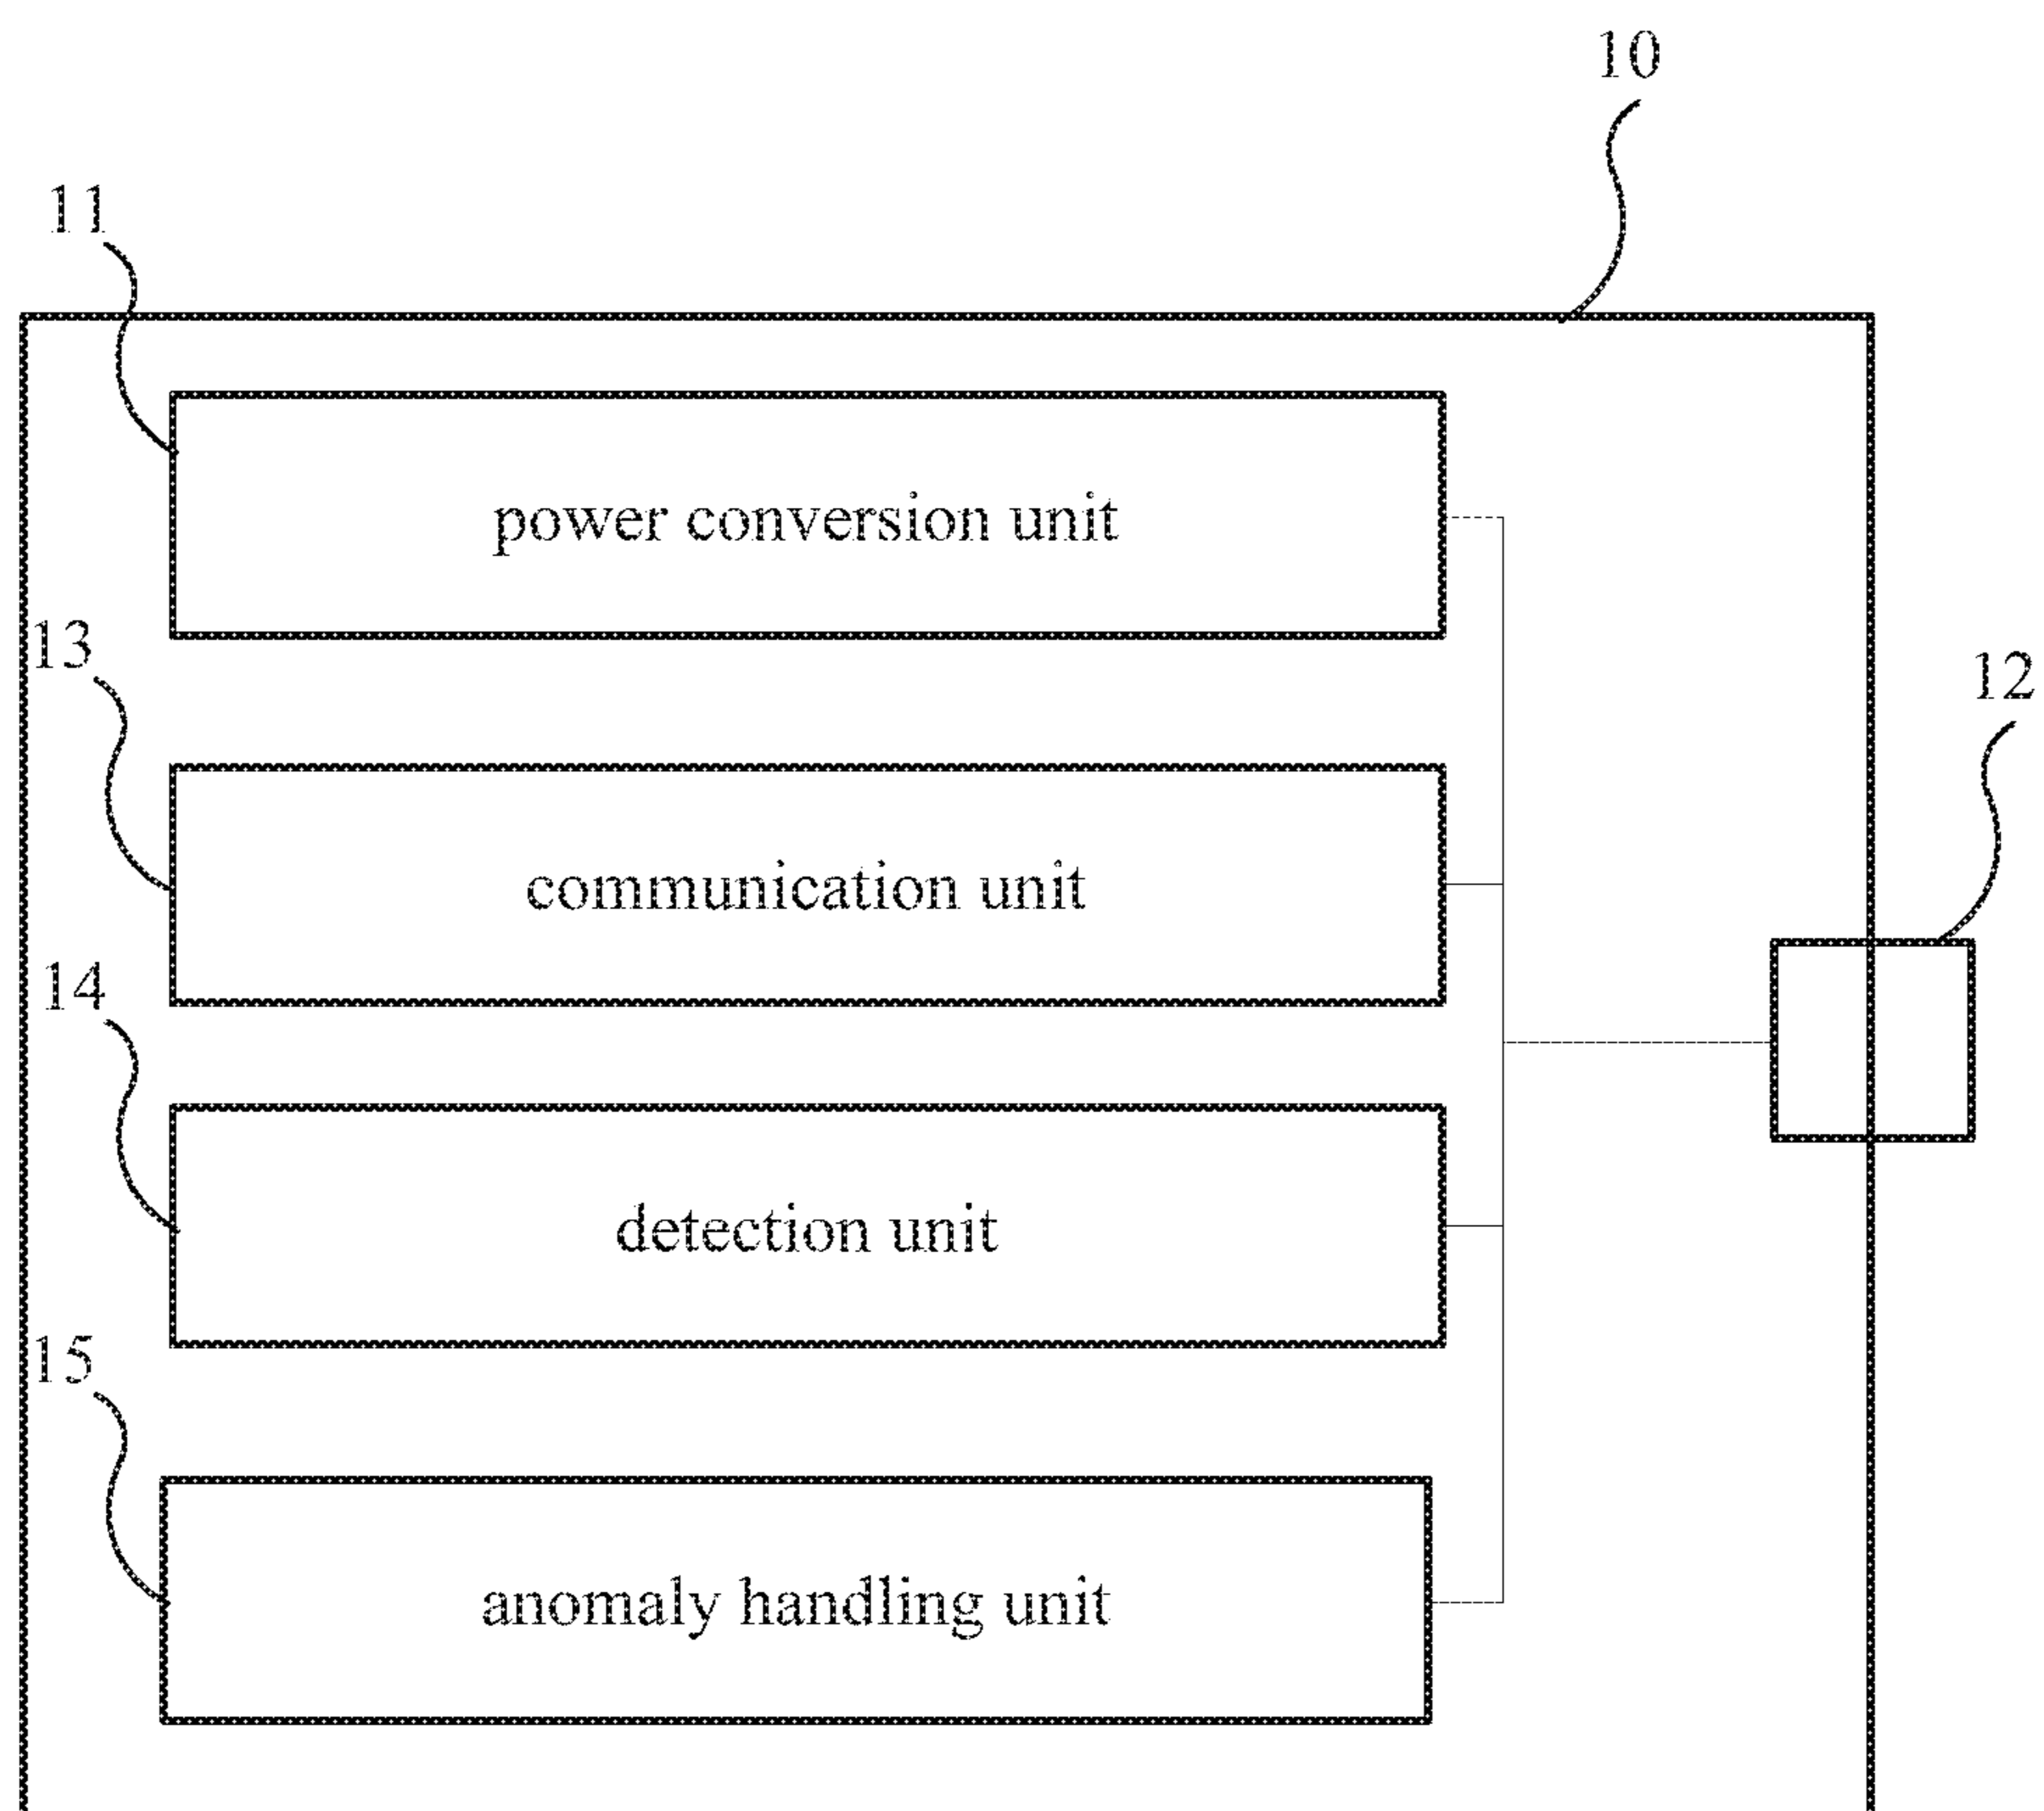 10
11
power conversion unit
13
12
communication unit
14
detection unit
15
anomaly handling unit